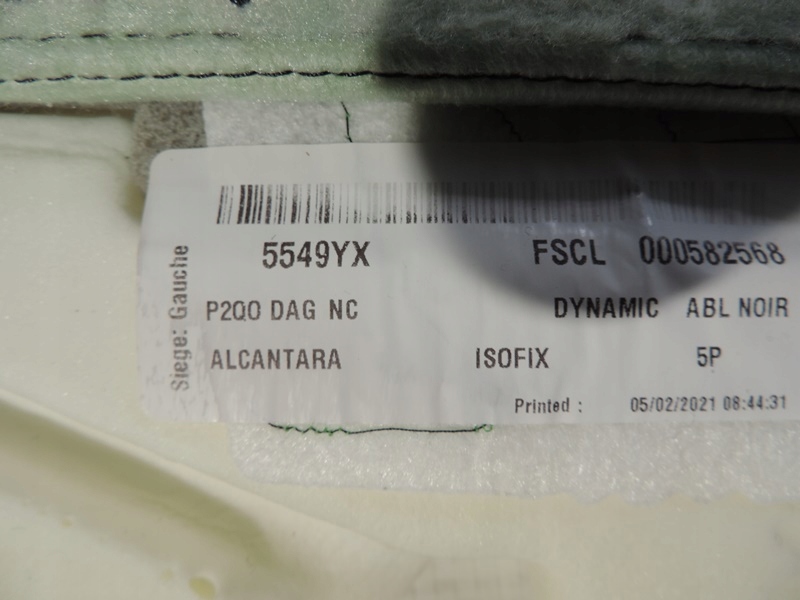 5549YX FSCL 000582568
P2QO DAG NC DYNAMIC ABL NOIR
ALCANTARA ISOFIX 5P
Printed : 05/02/2021 08:44:31
Siege: Gauche